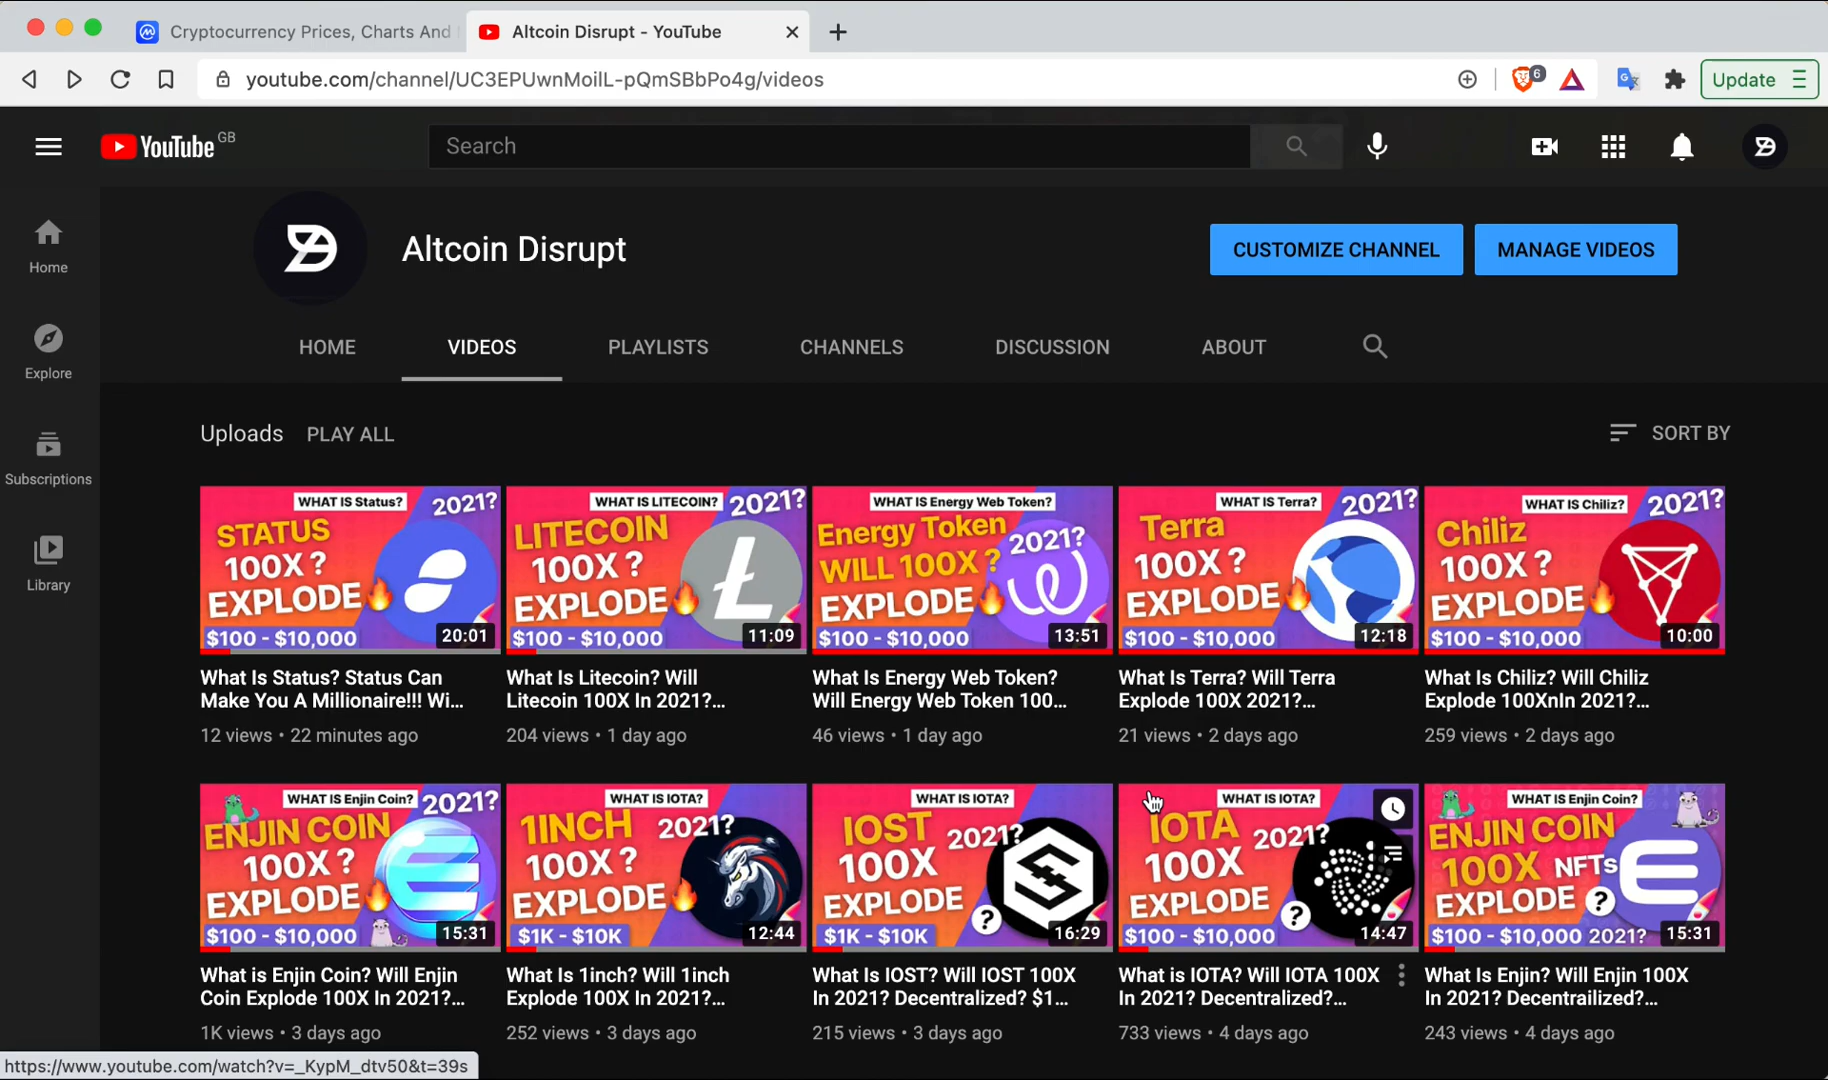 Cryptocurrency Prices, Charts And
Altcoin Disrupt - YouTube
youtube.com/channel/UC3EPUwnMoilL-pQmSBbPo4g/videos
6
Update
YouTube GB
Search
Home
Explore
Subscriptions
Library
Altcoin Disrupt
CUSTOMIZE CHANNEL
MANAGE VIDEOS
HOME
VIDEOS
PLAYLISTS
CHANNELS
DISCUSSION
ABOUT
Uploads
PLAY ALL
SORT BY
WHAT IS Status?
2021?
STATUS
100X ?
EXPLODE
$100 - $10,000
20:01
What Is Status? Status Can
Make You A Millionaire!!! Wi...
12 views • 22 minutes ago
WHAT IS LITECOIN?
2021?
LITECOIN
100X ?
EXPLODE
$100 - $10,000
11:09
What Is Litecoin? Will
Litecoin 100X In 2021?...
204 views • 1 day ago
WHAT IS Energy Web Token?
Energy Token
2021?
WILL 100X ?
EXPLODE
$100 - $10,000
13:51
What Is Energy Web Token?
Will Energy Web Token 100...
46 views • 1 day ago
WHAT IS Terra?
2021?
Terra
100X ?
EXPLODE
$100 - $10,000
12:18
What Is Terra? Will Terra
Explode 100X 2021?...
21 views • 2 days ago
WHAT IS Chiliz?
2021?
Chiliz
100X ?
EXPLODE
$100 - $10,000
10:00
What Is Chiliz? Will Chiliz
Explode 100XnIn 2021?...
259 views • 2 days ago
WHAT IS Enjin Coin?
2021?
ENJIN COIN
100X ?
EXPLODE
$100 - $10,000
15:31
What is Enjin Coin? Will Enjin
Coin Explode 100X In 2021?...
1K views • 3 days ago
WHAT IS IOTA?
1INCH
2021?
100X ?
EXPLODE
$1K - $10K
12:44
What Is 1inch? Will 1inch
Explode 100X In 2021?...
252 views • 3 days ago
WHAT IS IOTA?
IOST
2021?
100X
EXPLODE
?
$1K - $10K
16:29
What Is IOST? Will IOST 100X
In 2021? Decentralized? $1...
215 views • 3 days ago
WHAT IS IOTA?
IOTA
2021?
100X
EXPLODE
?
$100 - $10,000
14:47
What is IOTA? Will IOTA 100X
In 2021? Decentralized?...
733 views • 4 days ago
WHAT IS Enjin Coin?
ENJIN COIN
100X NFTs
EXPLODE
?
$100 - $10,000 2021?
15:31
What Is Enjin? Will Enjin 100X
In 2021? Decentrailized?...
243 views • 4 days ago
https://www.youtube.com/watch?v=_KypM_dtv50&t=39s